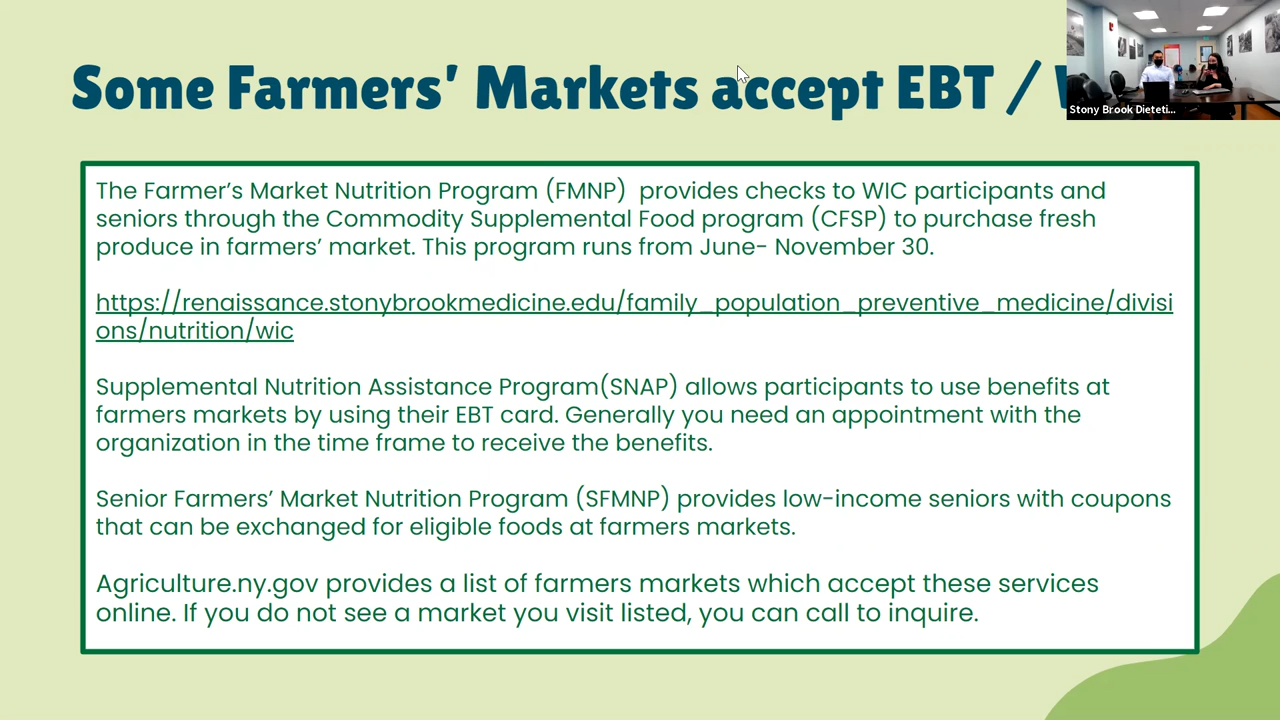 Some Farmers' Markets accept EBT /
Stony Brook Dieteti...
The Farmer's Market Nutrition Program (FMNP) provides checks to WIC participants and
seniors through the Commodity Supplemental Food program (CFSP) to purchase fresh
produce in farmers' market. This program runs from June- November 30.
https://renaissance.stonybrookmedicine.edu/family_population_preventive_medicine/divisi
ons/nutrition/wic
Supplemental Nutrition Assistance Program(SNAP) allows participants to use benefits at
farmers markets by using their EBT card. Generally you need an appointment with the
organization in the time frame to receive the benefits.
Senior Farmers' Market Nutrition Program (SFMNP) provides low-income seniors with coupons
that can be exchanged for eligible foods at farmers markets.
Agriculture.ny.gov provides a list of farmers markets which accept these services
online. If you do not see a market you visit listed, you can call to inquire.